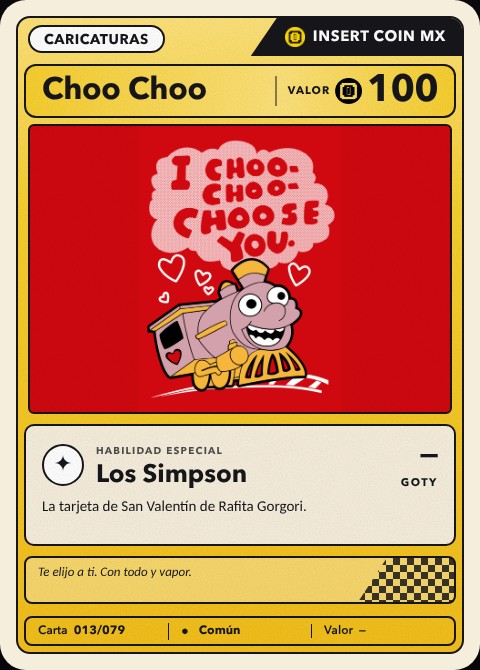 CARICATURAS
INSERT COIN MX
Choo Choo
VALOR 100
I CHOO-
CHOO-
CHOOSE
YOU.
HABILIDAD ESPECIAL
Los Simpson
—
GOTY
La tarjeta de San Valentín de Rafita Gorgori.
Te elijo a ti. Con todo y vapor.
Carta 013/079 • Común Valor —